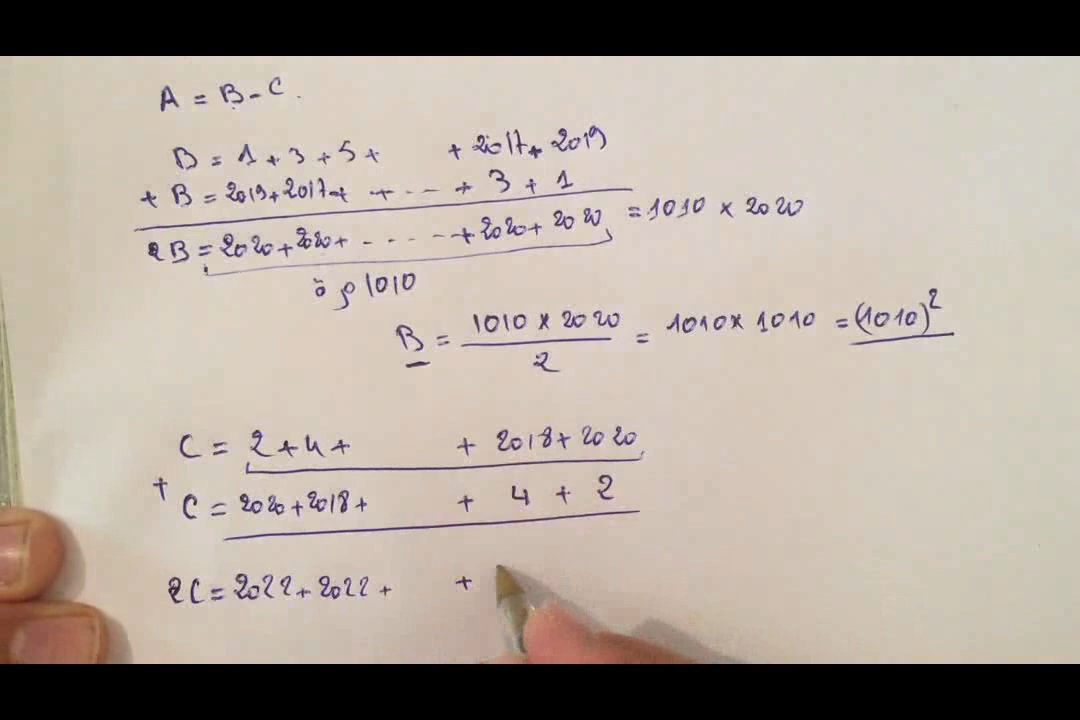 A = B - C.
B = 1 + 3 + 5 + + 2017 + 2019
+ B = 2019 + 2017 + + ... + 3 + 1
2B = 2020 + 2020 + - - - - + 2020 + 2020 = 1010 × 2020
1010
B = 1010 × 2020 / 2 = 1010 × 1010 = (1010)²
C = 2 + 4 + + 2018 + 2020
+ C = 2020 + 2018 + + 4 + 2
2C = 2022 + 2022 + +